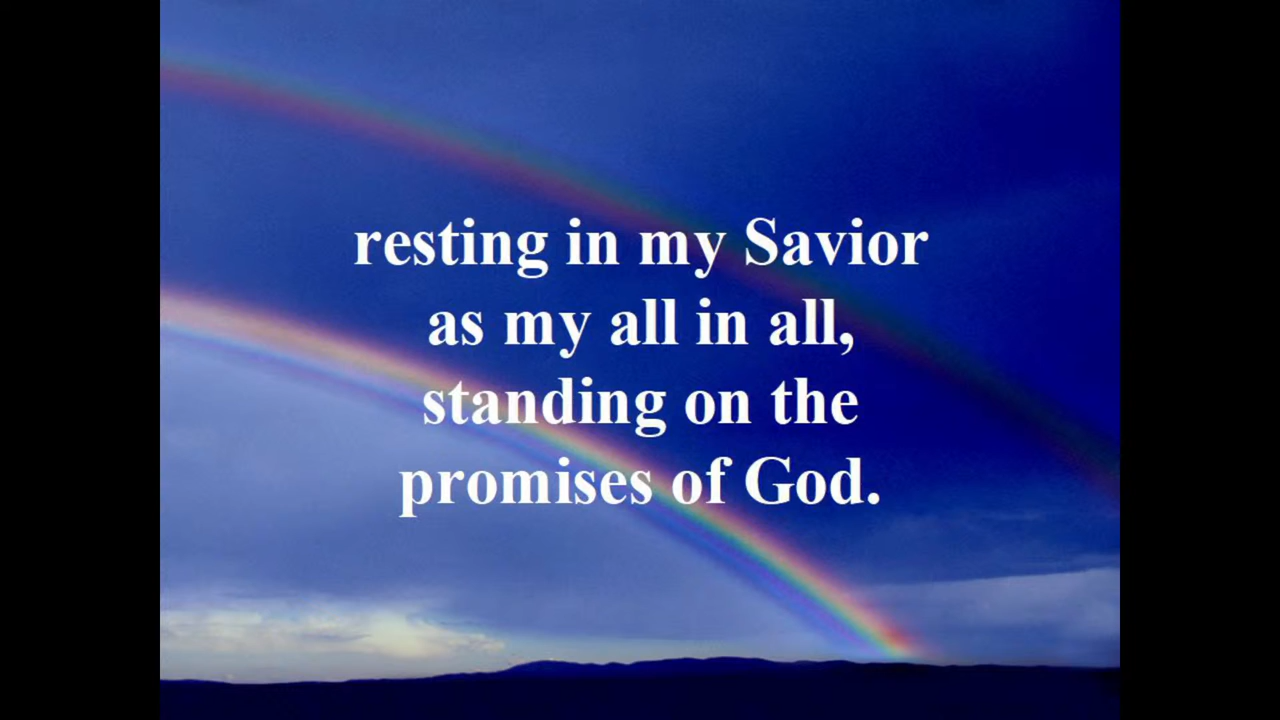 resting in my Savior
as my all in all,
standing on the
promises of God.